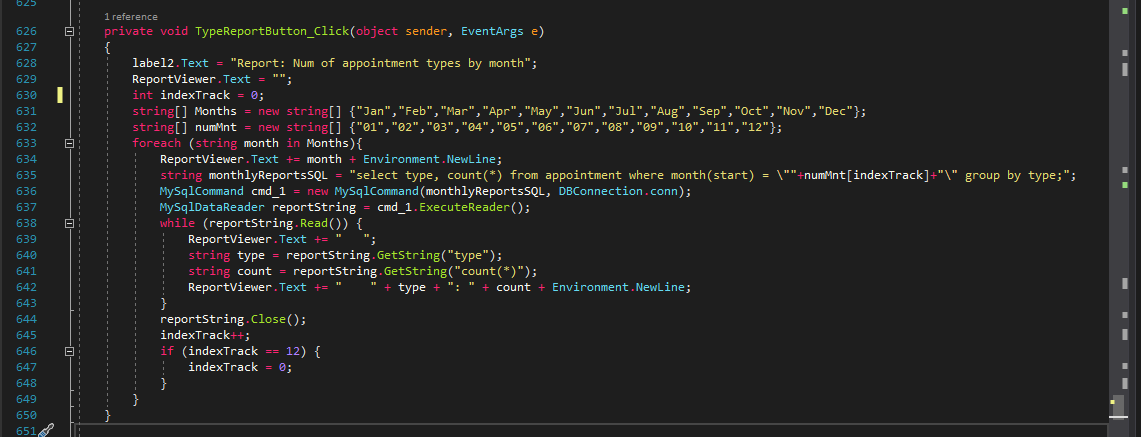 625
1 reference
626 private void TypeReportButton_Click(object sender, EventArgs e)
627 {
628 label2.Text = "Report: Num of appointment types by month";
629 ReportViewer.Text = "";
630 int indexTrack = 0;
631 string[] Months = new string[] {"Jan","Feb","Mar","Apr","May","Jun","Jul","Aug","Sep","Oct","Nov","Dec"};
632 string[] numMnt = new string[] {"01","02","03","04","05","06","07","08","09","10","11","12"};
633 foreach (string month in Months){
634 ReportViewer.Text += month + Environment.NewLine;
635 string monthlyReportsSQL = "select type, count(*) from appointment where month(start) = \""+numMnt[indexTrack]+"\" group by type;";
636 MySqlCommand cmd_1 = new MySqlCommand(monthlyReportsSQL, DBConnection.conn);
637 MySqlDataReader reportString = cmd_1.ExecuteReader();
638 while (reportString.Read()) {
639 ReportViewer.Text += "   ";
640 string type = reportString.GetString("type");
641 string count = reportString.GetString("count(*)");
642 ReportViewer.Text += "    " + type + ": " + count + Environment.NewLine;
643 }
644 reportString.Close();
645 indexTrack++;
646 if (indexTrack == 12) {
647 indexTrack = 0;
648 }
649 }
650 }
651